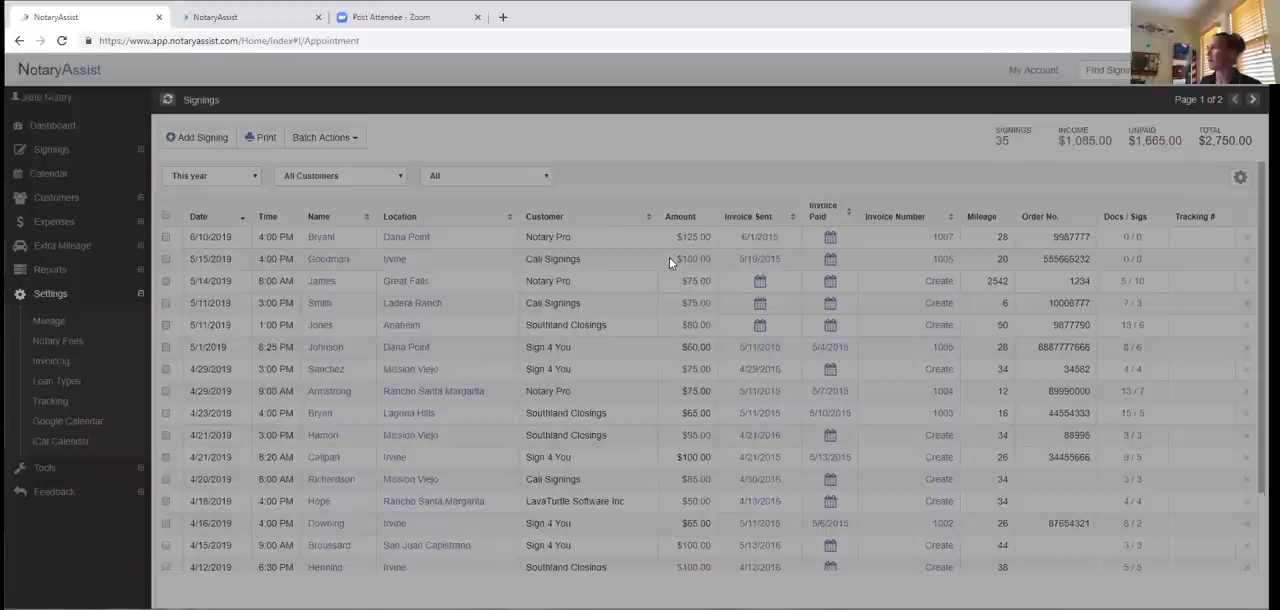 NotaryAssist NotaryAssist Post Attendee - Zoom
https://www.app.notaryassist.com/Home/Index#!/Appointment
NotaryAssist My Account
Jane Notary Signings Page 1 of 2
Dashboard
Signings Add Signing Print Batch Actions SIGNINGS 35 INCOME $1,085.00 UNPAID $1,665.00 TOTAL $2,750.00
Calendar This year All Customers All
Customers
Expenses
Extra Mileage
Reports
Settings
Mileage
Notary Fees
Invoicing
Loan Types
Tracking
Google Calendar
iCal Calendar
Tools
Feedback
Date Time Name Location Customer Amount Invoice Sent Invoice Paid Invoice Number Mileage Order No. Docs / Sigs Tracking #
6/10/2019 4:00 PM Bryant Dana Point Notary Pro $125.00 6/1/2015 1007 28 9987777 0 / 0
5/15/2019 4:00 PM Goodman Irvine Cali Signings $100.00 5/19/2015 20 555666232 0 / 0
5/14/2019 8:00 AM James Great Falls Notary Pro $75.00 Create 2542 1234 5 / 10
5/11/2019 3:00 PM Smith Ladera Ranch Cali Signings $75.00 Create 6 10008777 7 / 3
5/11/2019 1:00 PM Jones Anaheim Southland Closings $80.00 Create 50 9877790 13 / 6
5/1/2019 8:25 PM Johnson Dana Point Sign 4 You $60.00 5/11/2015 5/4/2015 28 8887777666 8 / 6
4/29/2019 3:00 PM Sanchez Mission Viejo Sign 4 You $75.00 4/29/2016 Create 34 34582 4 / 4
4/29/2019 9:00 AM Armstrong Rancho Santa Margarita Notary Pro $75.00 5/11/2015 5/7/2015 1004 12 89990000 13 / 7
4/23/2019 4:00 PM Bryan Laguna Hills Southland Closings $65.00 5/11/2015 5/10/2015 1003 16 44554333 15 / 5
4/21/2019 3:00 PM Hamori Mission Viejo Southland Closings $95.00 4/21/2016 Create 34 88995 3 / 3
4/21/2019 8:20 AM Calipari Irvine Sign 4 You $100.00 4/21/2015 5/13/2015 Create 26 34455666 9 / 5
4/20/2019 8:00 AM Richardson Mission Viejo Cali Signings $85.00 4/30/2016 Create 34 3 / 3
4/18/2019 4:00 PM Hope Rancho Santa Margarita LavaTurtle Software Inc $50.00 4/13/2016 Create 34 4 / 4
4/16/2019 4:00 PM Downing Irvine Sign 4 You $65.00 5/11/2015 5/6/2015 1002 26 87654321 8 / 2
4/15/2019 9:00 AM Broussard San Juan Capistrano Sign 4 You $100.00 5/13/2016 Create 44 3 / 3
4/12/2019 6:30 PM Henning Irvine Southland Closings $100.00 4/12/2016 Create 38 5 / 5